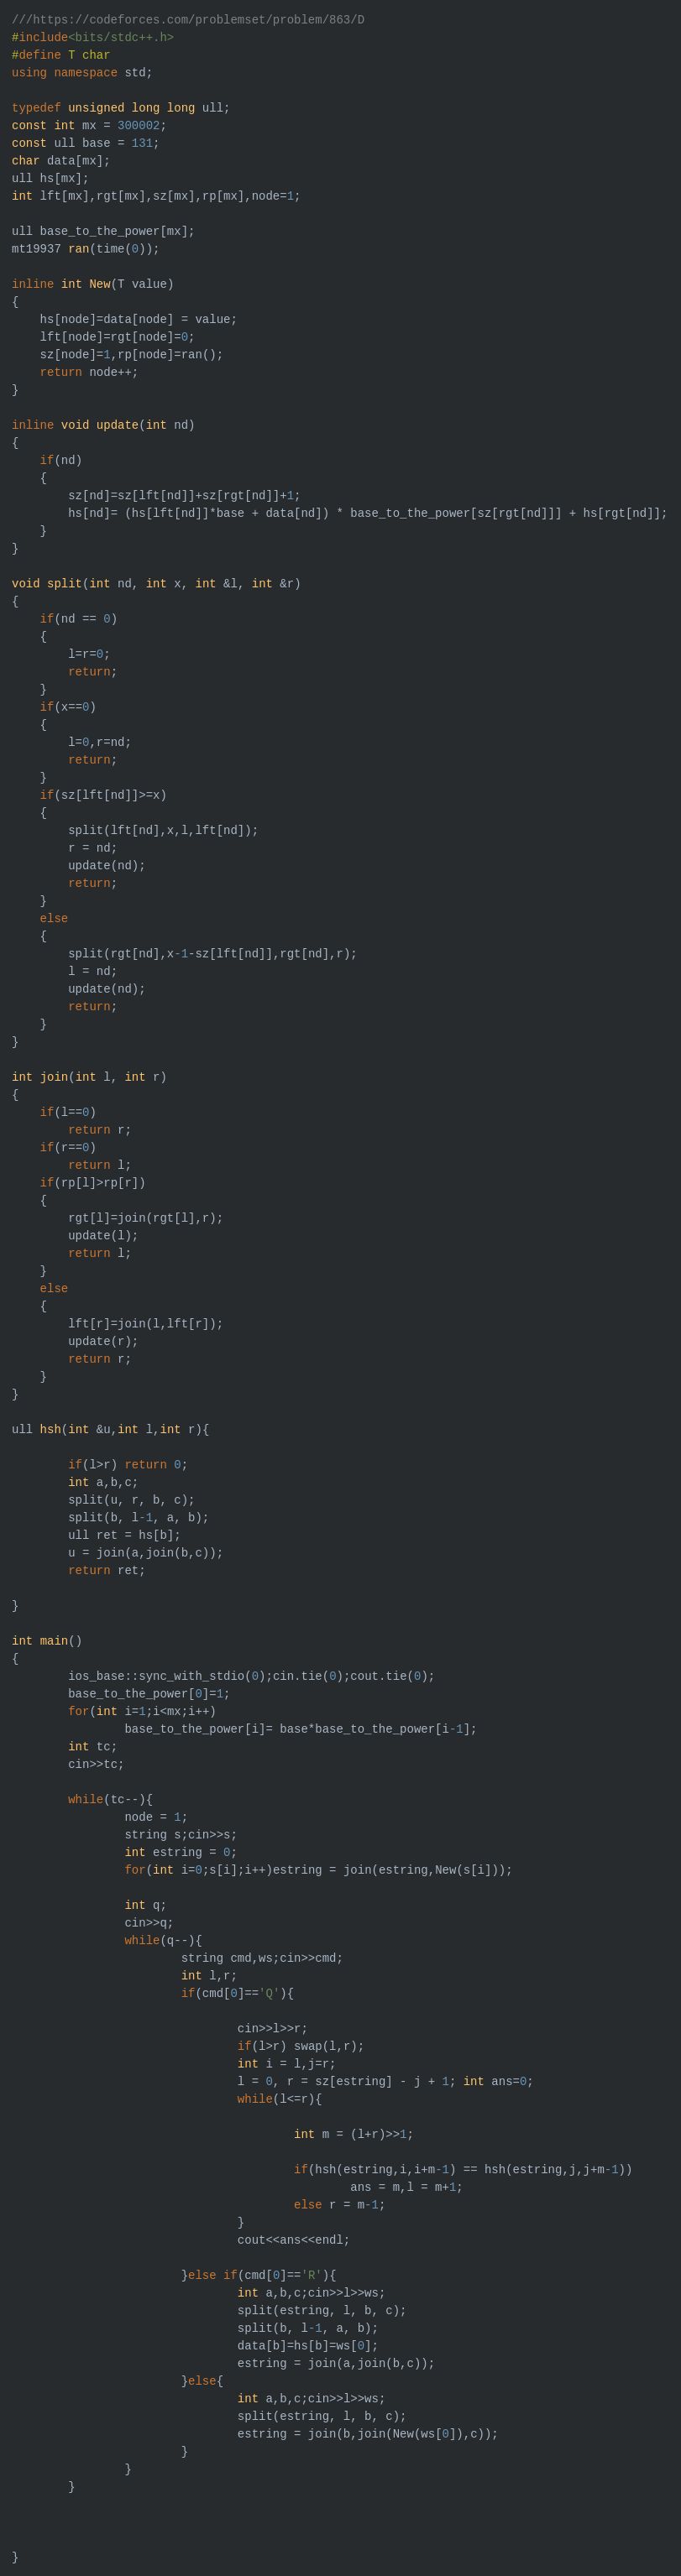 ///https://codeforces.com/problemset/problem/863/D
#include<bits/stdc++.h>
#define T char
using namespace std;

typedef unsigned long long ull;
const int mx = 300002;
const ull base = 131;
char data[mx];
ull hs[mx];
int lft[mx],rgt[mx],sz[mx],rp[mx],node=1;

ull base_to_the_power[mx];
mt19937 ran(time(0));

inline int New(T value)
{
    hs[node]=data[node] = value;
    lft[node]=rgt[node]=0;
    sz[node]=1,rp[node]=ran();
    return node++;
}

inline void update(int nd)
{
    if(nd)
    {
        sz[nd]=sz[lft[nd]]+sz[rgt[nd]]+1;
        hs[nd]= (hs[lft[nd]]*base + data[nd]) * base_to_the_power[sz[rgt[nd]]] + hs[rgt[nd]];
    }
}

void split(int nd, int x, int &l, int &r)
{
    if(nd == 0)
    {
        l=r=0;
        return;
    }
    if(x==0)
    {
        l=0,r=nd;
        return;
    }
    if(sz[lft[nd]]>=x)
    {
        split(lft[nd],x,l,lft[nd]);
        r = nd;
        update(nd);
        return;
    }
    else
    {
        split(rgt[nd],x-1-sz[lft[nd]],rgt[nd],r);
        l = nd;
        update(nd);
        return;
    }
}

int join(int l, int r)
{
    if(l==0)
        return r;
    if(r==0)
        return l;
    if(rp[l]>rp[r])
    {
        rgt[l]=join(rgt[l],r);
        update(l);
        return l;
    }
    else
    {
        lft[r]=join(l,lft[r]);
        update(r);
        return r;
    }
}

ull hsh(int &u,int l,int r){

        if(l>r) return 0;
        int a,b,c;
        split(u, r, b, c);
        split(b, l-1, a, b);
        ull ret = hs[b];
        u = join(a,join(b,c));
        return ret;

}

int main()
{
        ios_base::sync_with_stdio(0);cin.tie(0);cout.tie(0);
        base_to_the_power[0]=1;
        for(int i=1;i<mx;i++)
                base_to_the_power[i]= base*base_to_the_power[i-1];
        int tc;
        cin>>tc;

        while(tc--){
                node = 1;
                string s;cin>>s;
                int estring = 0;
                for(int i=0;s[i];i++)estring = join(estring,New(s[i]));

                int q;
                cin>>q;
                while(q--){
                        string cmd,ws;cin>>cmd;
                        int l,r;
                        if(cmd[0]=='Q'){

                                cin>>l>>r;
                                if(l>r) swap(l,r);
                                int i = l,j=r;
                                l = 0, r = sz[estring] - j + 1; int ans=0;
                                while(l<=r){

                                        int m = (l+r)>>1;

                                        if(hsh(estring,i,i+m-1) == hsh(estring,j,j+m-1))
                                                ans = m,l = m+1;
                                        else r = m-1;
                                }
                                cout<<ans<<endl;

                        }else if(cmd[0]=='R'){
                                int a,b,c;cin>>l>>ws;
                                split(estring, l, b, c);
                                split(b, l-1, a, b);
                                data[b]=hs[b]=ws[0];
                                estring = join(a,join(b,c));
                        }else{
                                int a,b,c;cin>>l>>ws;
                                split(estring, l, b, c);
                                estring = join(b,join(New(ws[0]),c));
                        }
                }
        }



}